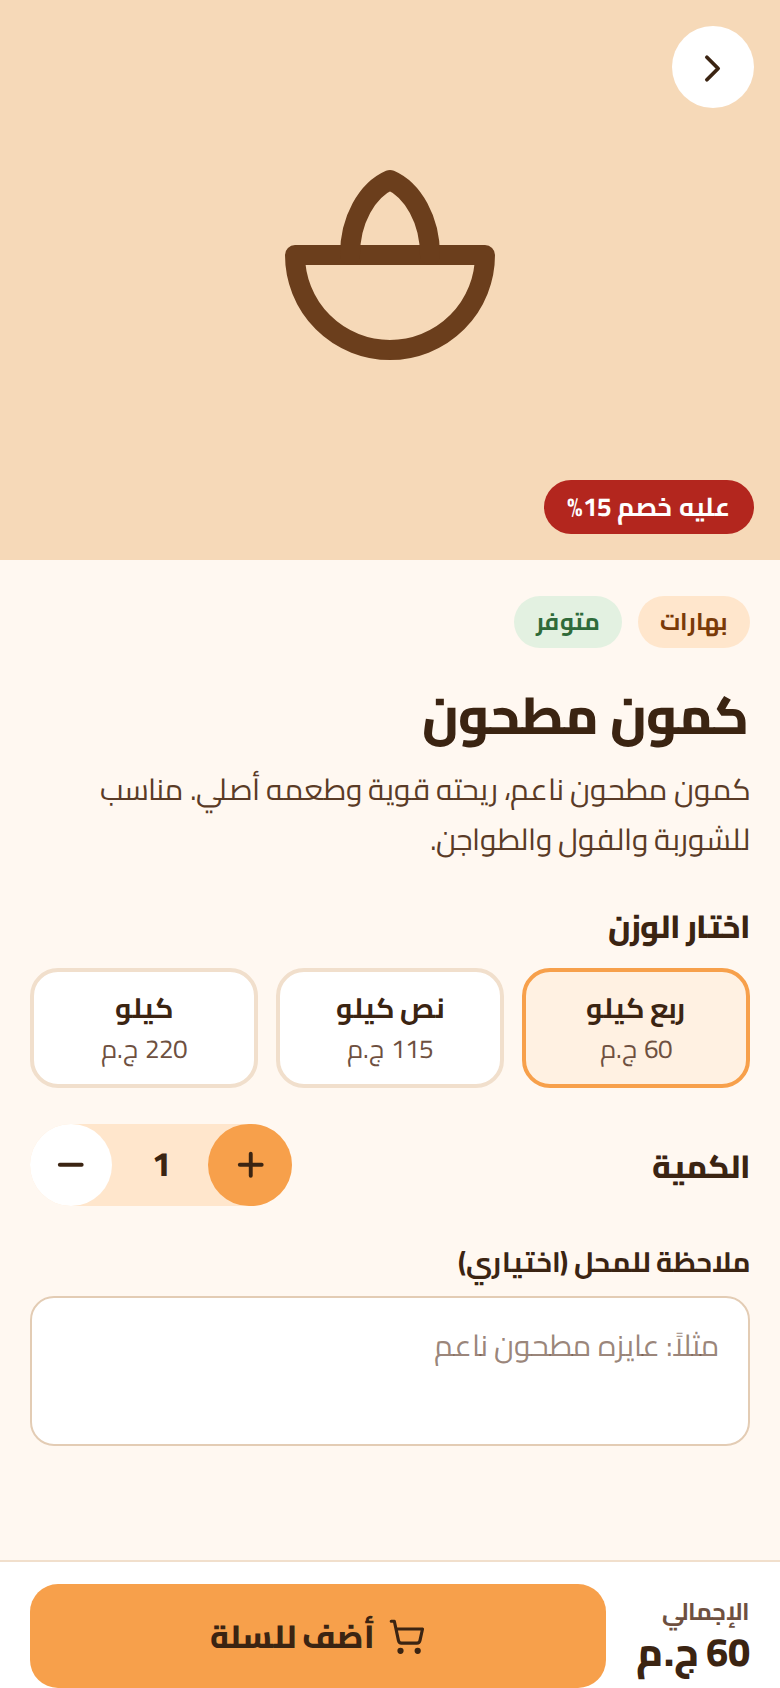 عليه خصم 15%
بهارات
متوفر
كمون مطحون
كمون مطحون ناعم، ريحته قوية وطعمه أصلي. مناسب
للشوربة والفول والطواجن.
اختار الوزن
ربع كيلو
60 ج.م
نص كيلو
115 ج.م
كيلو
220 ج.م
الكمية
1
ملاحظة للمحل (اختياري)
مثلاً: عايزه مطحون ناعم
الإجمالي
60 ج.م
أضف للسلة